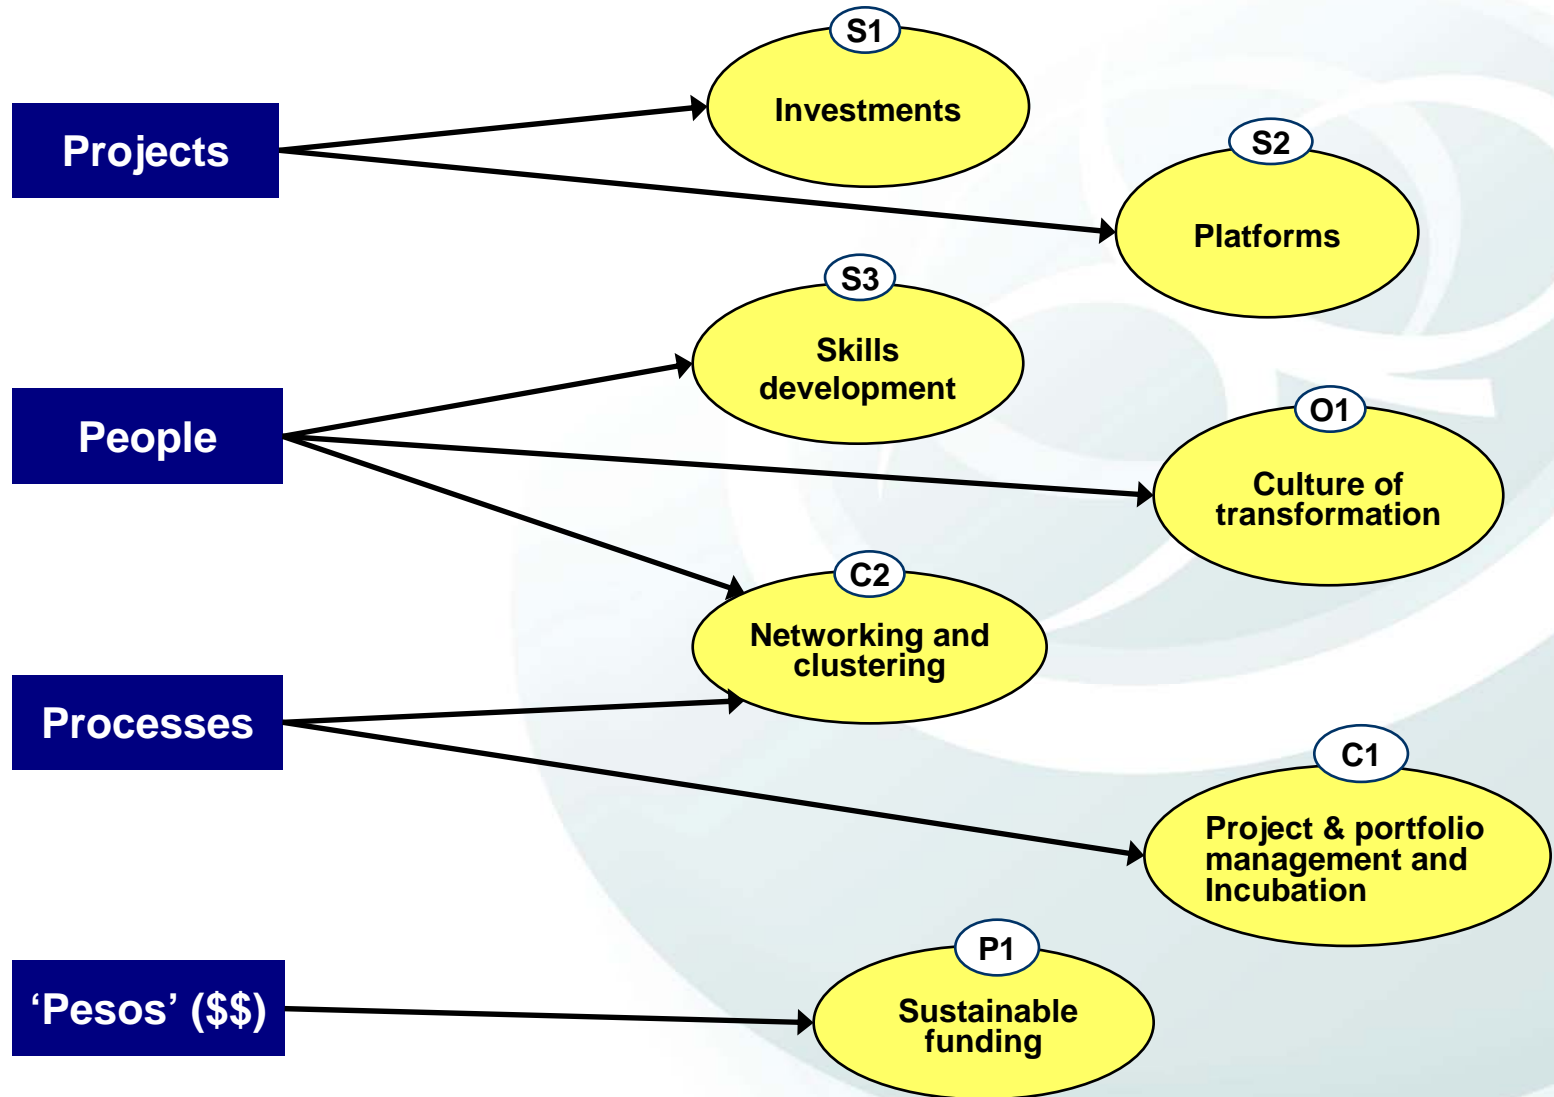 S1
Investments
Projects
S2
Platforms
S3
Skills
development
People
O1
Culture of
transformation
C2
Networking and
clustering
Processes
C1
Project & portfolio
management and
Incubation
P1
‘Pesos’ ($$)
Sustainable
funding